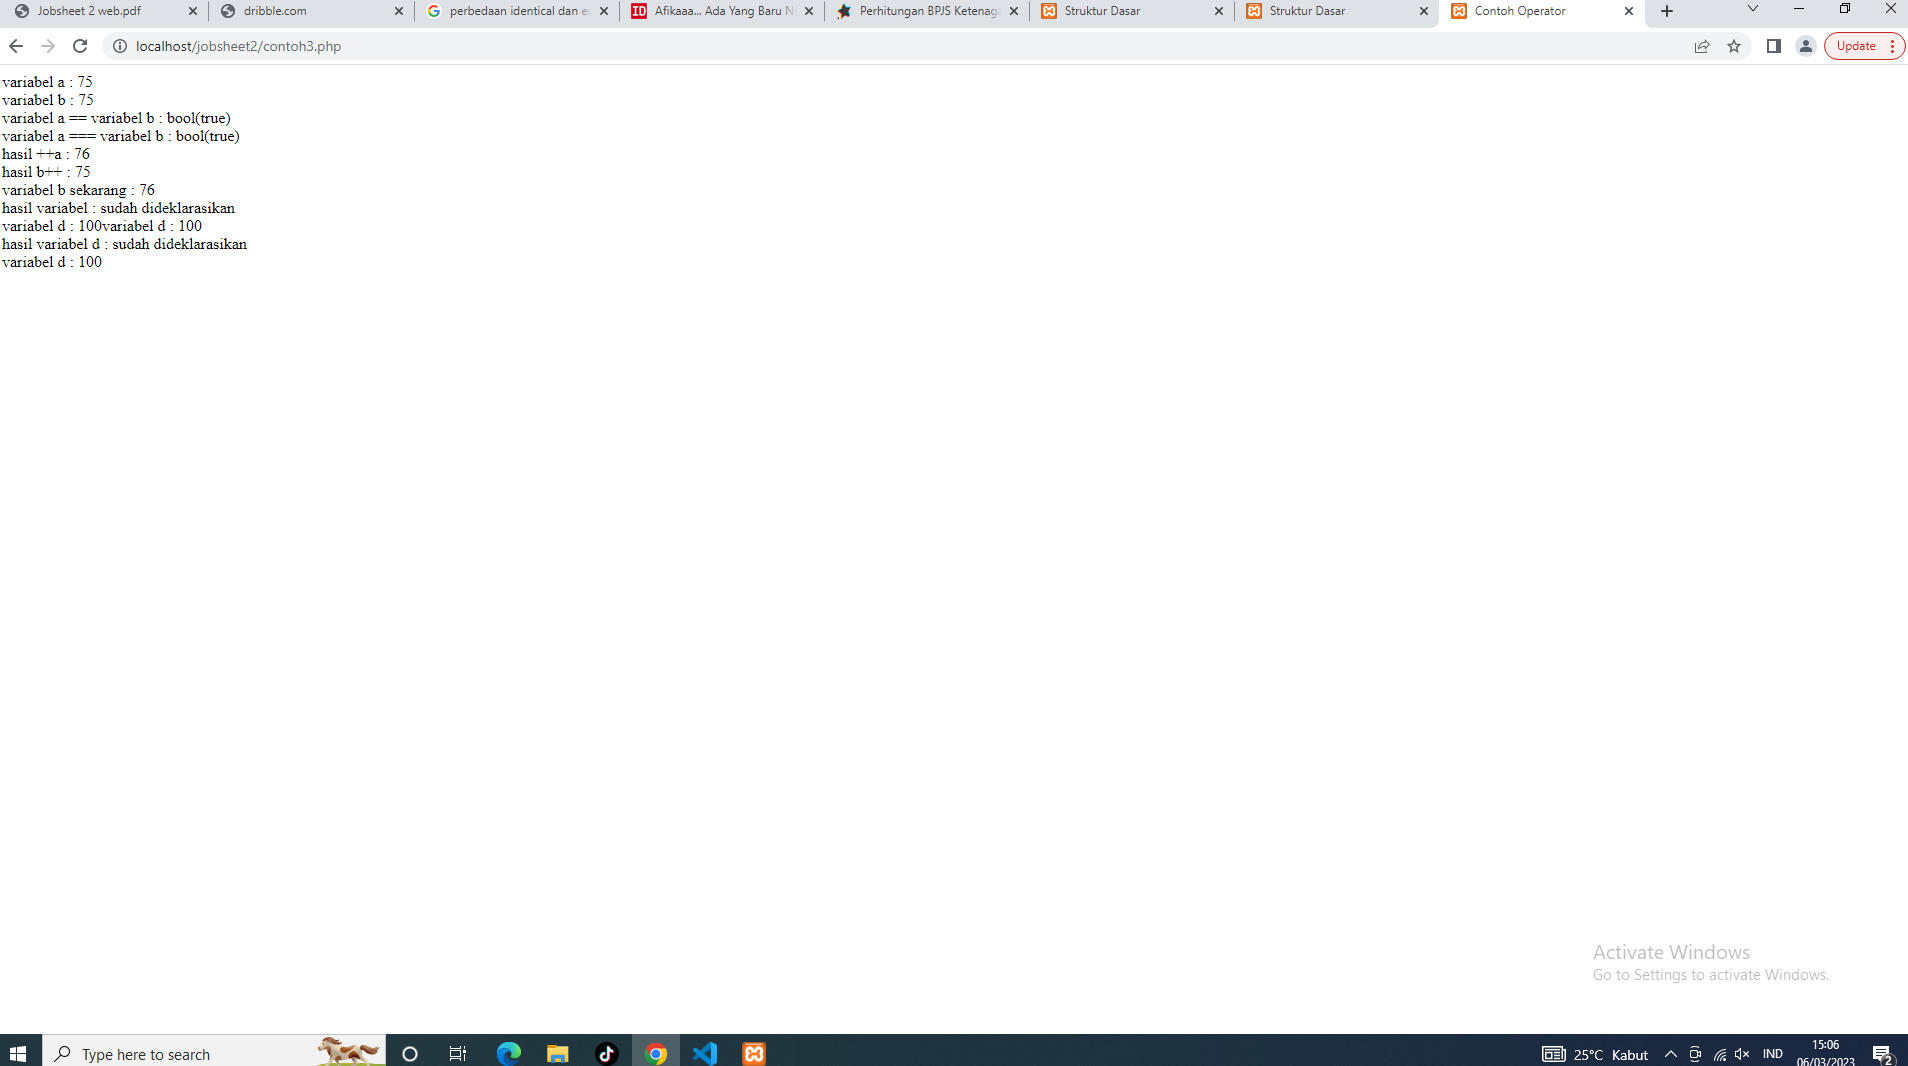 Jobsheet 2 web.pdf
dribble.com
perbedaan identical dan e
Afikaaa... Ada Yang Baru N
Perhitungan BPJS Ketenag
Struktur Dasar
Struktur Dasar
Contoh Operator
localhost/jobsheet2/contoh3.php
Update
variabel a : 75
variabel b : 75
variabel a == variabel b : bool(true)
variabel a === variabel b : bool(true)
hasil ++a : 76
hasil b++ : 75
variabel b sekarang : 76
hasil variabel : sudah dideklarasikan
variabel d : 100variabel d : 100
hasil variabel d : sudah dideklarasikan
variabel d : 100
Activate Windows
Go to Settings to activate Windows.
Type here to search
25°C Kabut
IND
15:06
06/03/2023
2